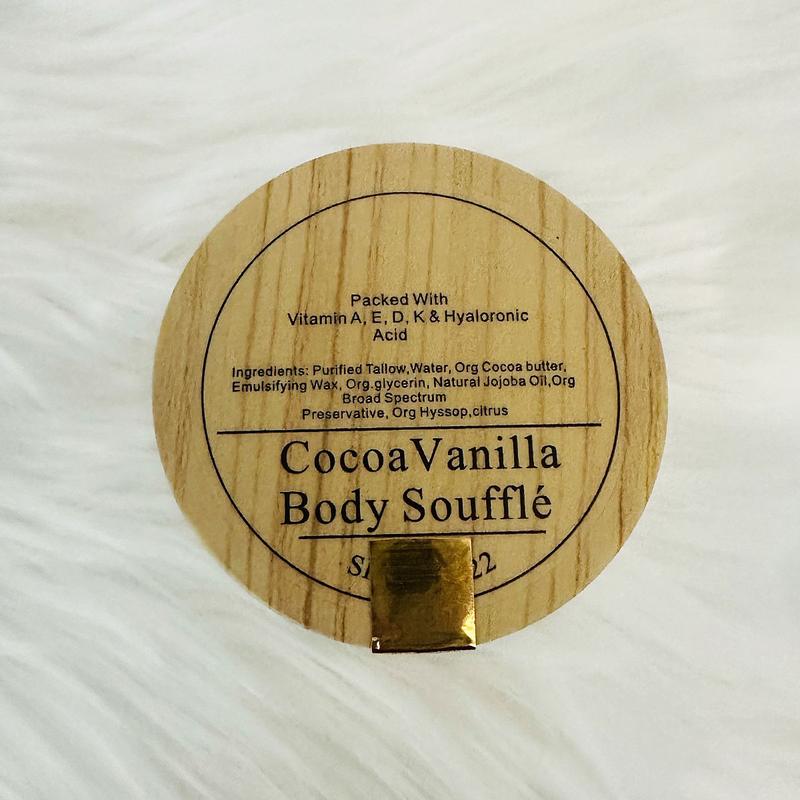 Packed With
Vitamin A, E, D, K & Hyaloronic
Acid
Ingredients: Purified Tallow,Water, Org Cocoa butter,
Emulsifying Wax, Org.glycerin, Natural Jojoba Oil,Org
Broad Spectrum
Preservative, Org Hyssop,citrus
CocoaVanilla
Body Soufflé